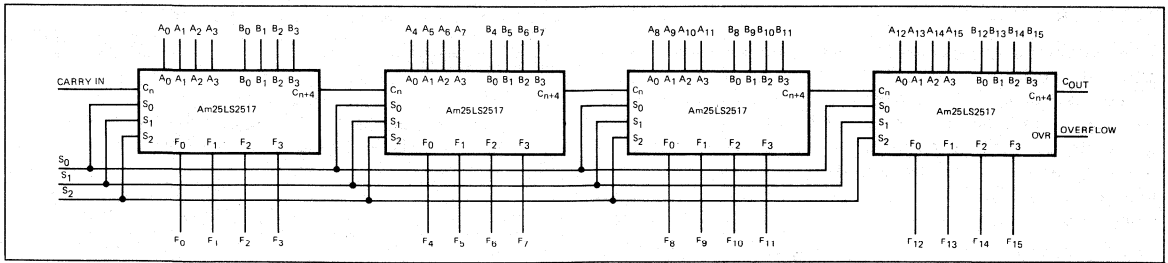 A0 A1 A2 A3 B0 B1 B2 B3 A4 A5 A6 A7 B4 B5 B6 B7 A8 A9 A10 A11 B8 B9 B10 B11 A12 A13 A14 A15 B12 B13 B14 B15
A0 A1 A2 A3 B0 B1 B2 B3 A0 A1 A2 A3 B0 B1 B2 B3 A0 A1 A2 A3 B0 B1 B2 B3 A0 A1 A2 A3 B0 B1 B2 B3
CARRY IN Cn Cn+4 Cn Cn+4 Cn Cn+4 Cn Cn+4 COUT
S0 Am25LS2517 S0 Am25LS2517 S0 Am25LS2517 S0 Am25LS2517
S1 S1 S1 S1
S2 S2 S2 S2 OVR OVERFLOW
F0 F1 F2 F3 F0 F1 F2 F3 F0 F1 F2 F3 F0 F1 F2 F3
S0
S1
S2
F0 F1 F2 F3 F4 F5 F6 F7 F8 F9 F10 F11 F12 F13 F14 F15